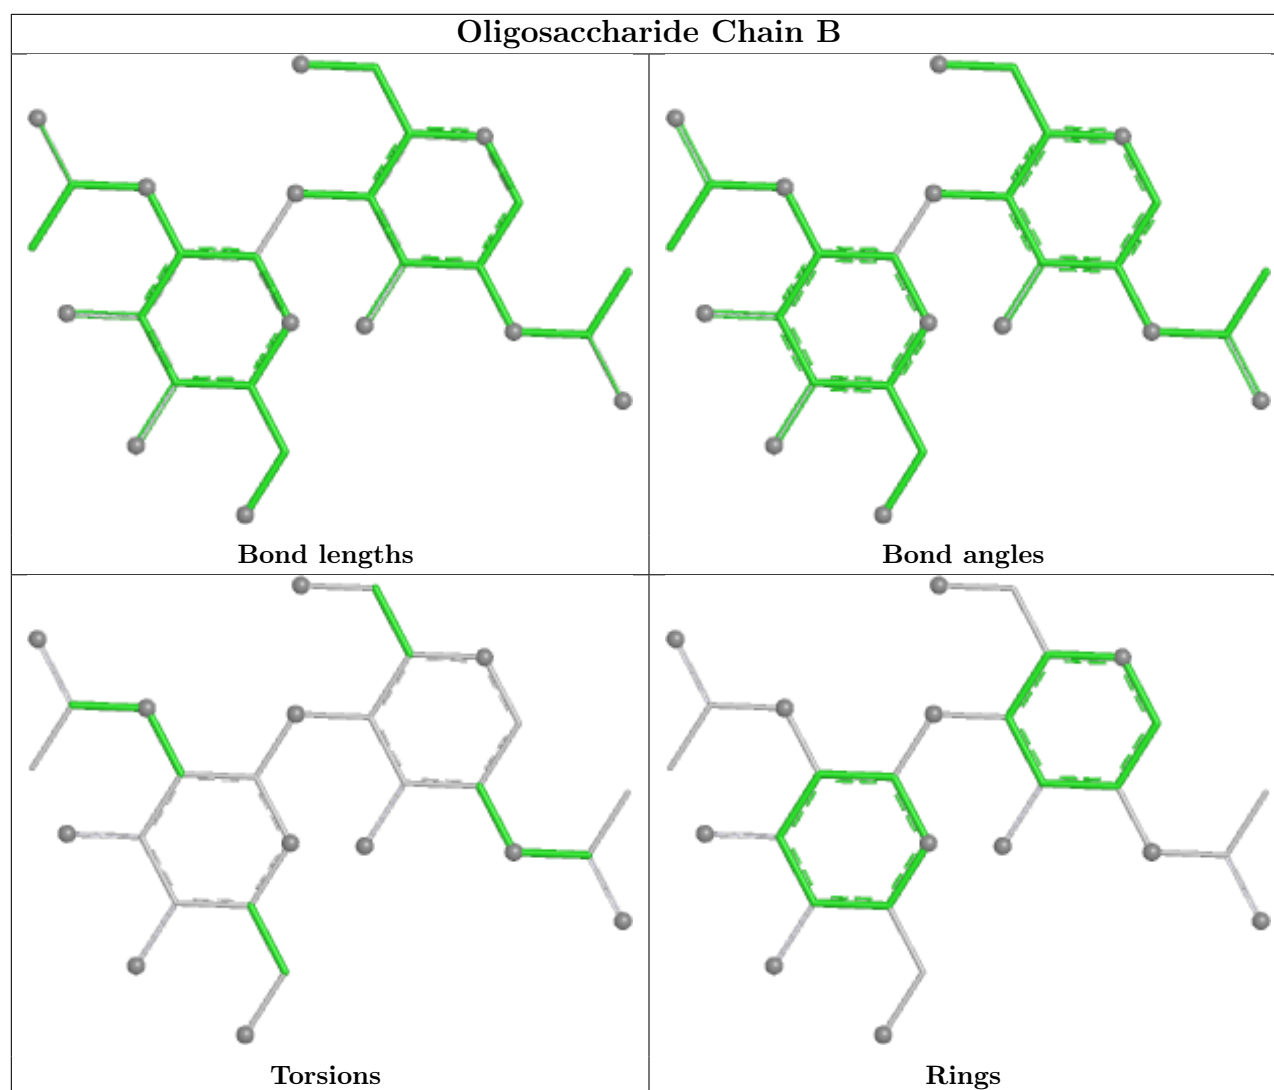 Oligosaccharide Chain B
Bond lengths
Bond angles
Torsions
Rings